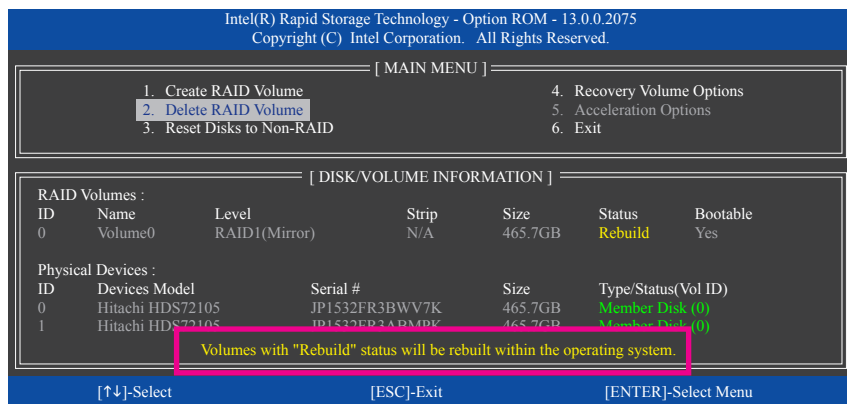 Intel(R) Rapid Storage Technology - Option ROM - 13.0.0.2075
Copyright (C) Intel Corporation. All Rights Reserved.
[ MAIN MENU ]
1. Create RAID Volume 4. Recovery Volume Options
2. Delete RAID Volume 5. Acceleration Options
3. Reset Disks to Non-RAID 6. Exit
[ DISK/VOLUME INFORMATION ]
RAID Volumes :
ID Name Level Strip Size Status Bootable
0 Volume0 RAID1(Mirror) N/A 465.7GB Rebuild Yes
Physical Devices :
ID Devices Model Serial # Size Type/Status(Vol ID)
0 Hitachi HDS72105 JP1532FR3BWV7K 465.7GB Member Disk (0)
1 Hitachi HDS72105 JP1532FR3ABMPK 465.7GB Member Disk (0)
Volumes with "Rebuild" status will be rebuilt within the operating system.
[↑↓]-Select [ESC]-Exit [ENTER]-Select Menu